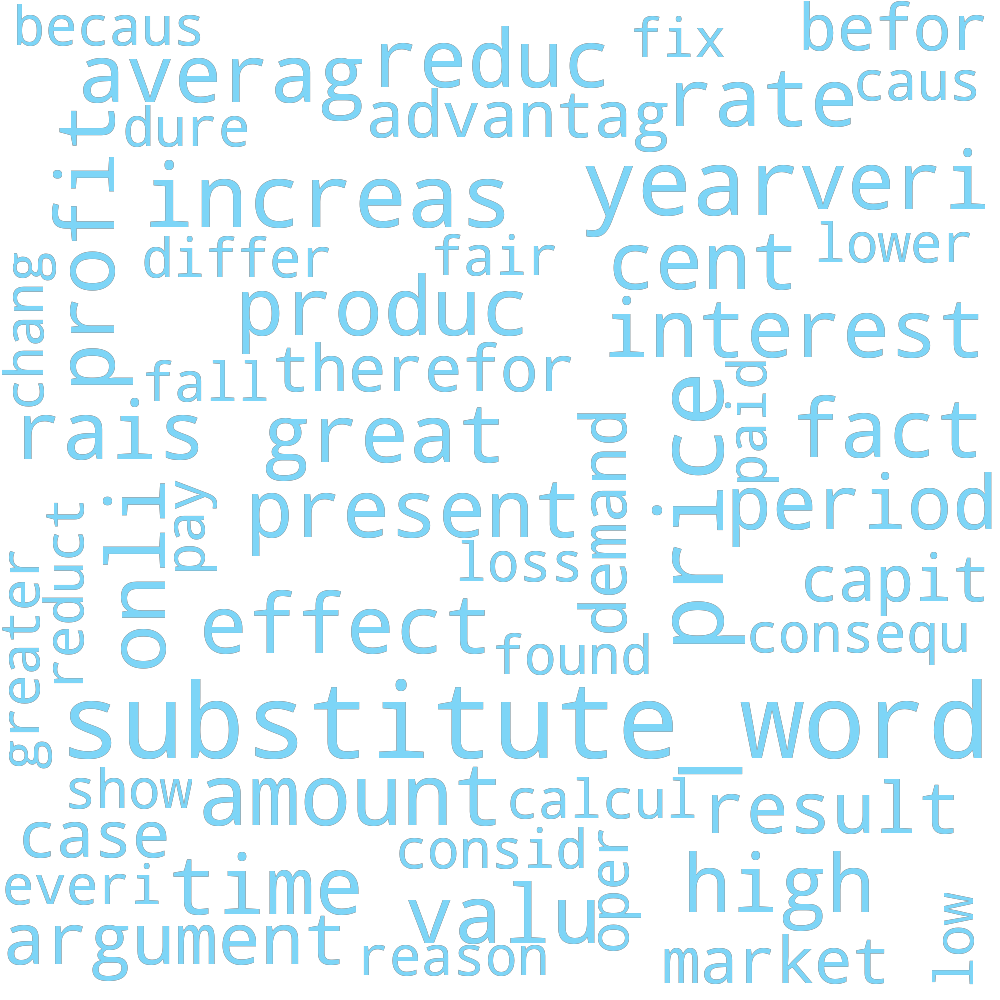 becaus
fix
befor
averag
reduc
rate
caus
dure
advantag
profit
increas
year
veri
differ
fair
cent
lower
chang
produc
interest
fall
therefor
price
paid
rais
great
demand
fact
onli
pay
present
period
greater
reduct
loss
capit
effect
found
consequ
substitute_word
show
amount
calcul
result
case
consid
oper
everi
time
valu
high
low
argument
reason
market